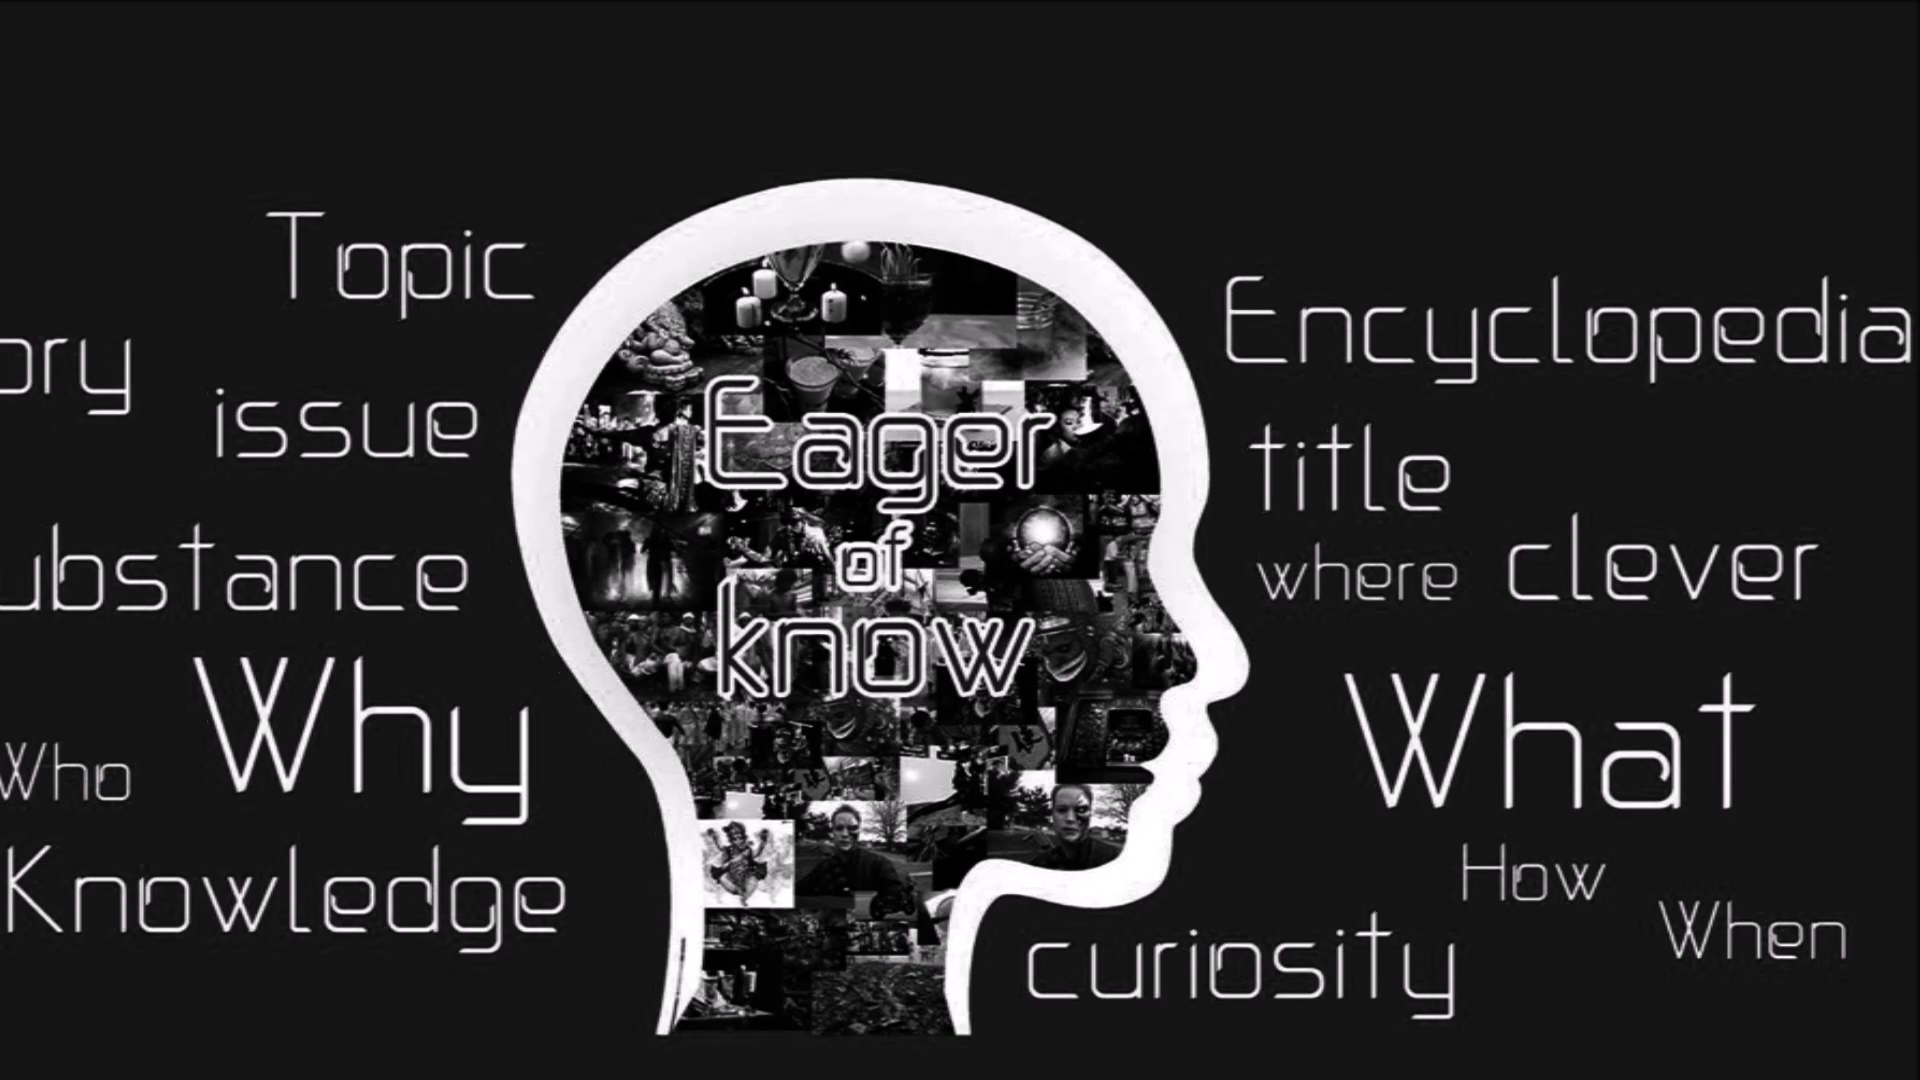 Topic
ory
issue
ubstance
Why
Who
Knowledge
Eager
of
know
Encyclopedia
title
where clever
What
How
When
curiosity